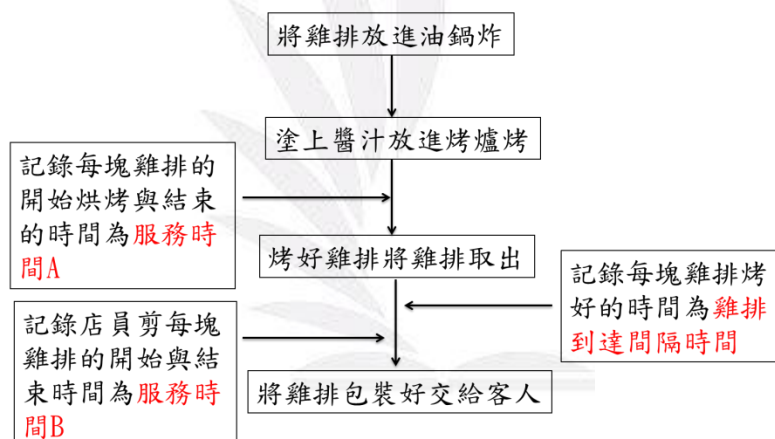 將雞排放進油鍋炸
塗上醬汁放進烤爐烤
記錄每塊雞排的
開始烘烤與結束
的時間為服務時
間A
烤好雞排將雞排取出
記錄每塊雞排烤
好的時間為雞排
到達間隔時間
記錄店員剪每塊
雞排的開始與結
束時間為服務時
間B
將雞排包裝好交給客人